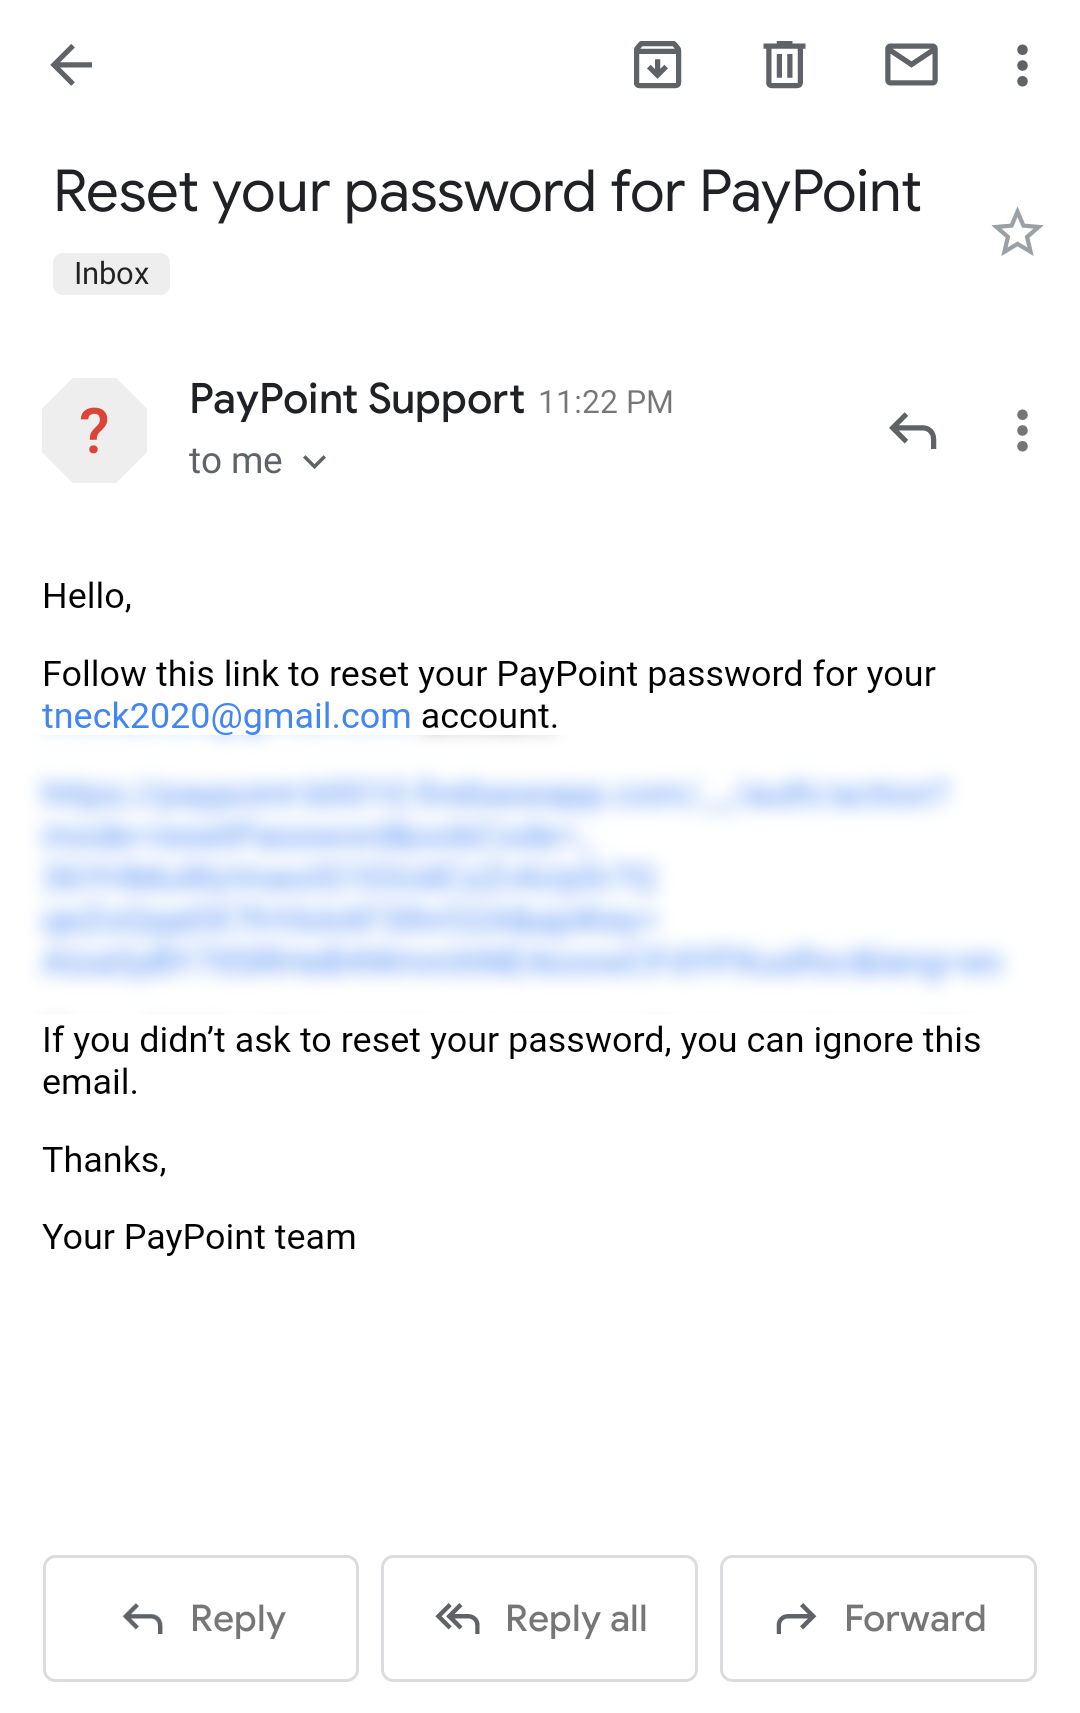 Reset your password for PayPoint
Inbox
?
PayPoint Support 11:22 PM
to me
Hello,
Follow this link to reset your PayPoint password for your
tneck2020@gmail.com account.
If you didn’t ask to reset your password, you can ignore this
email.
Thanks,
Your PayPoint team
Reply
Reply all
Forward